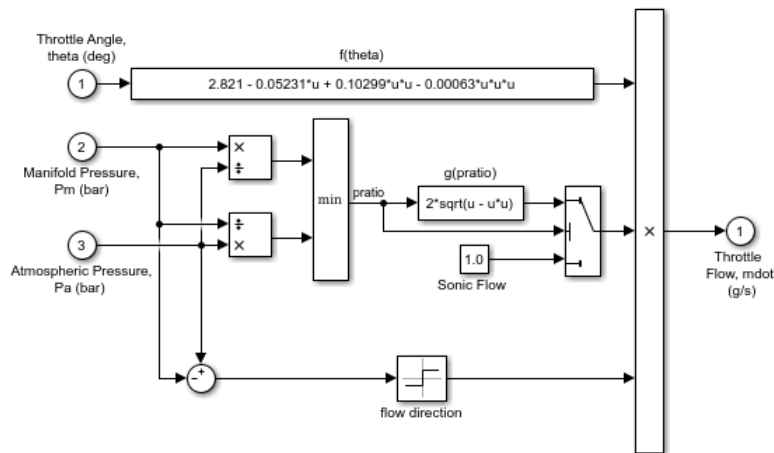 Throttle Angle,
theta (deg)
1
f(theta)
2.821 - 0.05231*u + 0.10299*u*u - 0.00063*u*u*u
2
Manifold Pressure,
Pm (bar)
×
÷
÷
×
3
Atmospheric Pressure,
Pa (bar)
min
pratio
g(pratio)
2*sqrt(u - u*u)
1.0
Sonic Flow
×
1
Throttle
Flow, mdot
(g/s)
+
−
flow direction